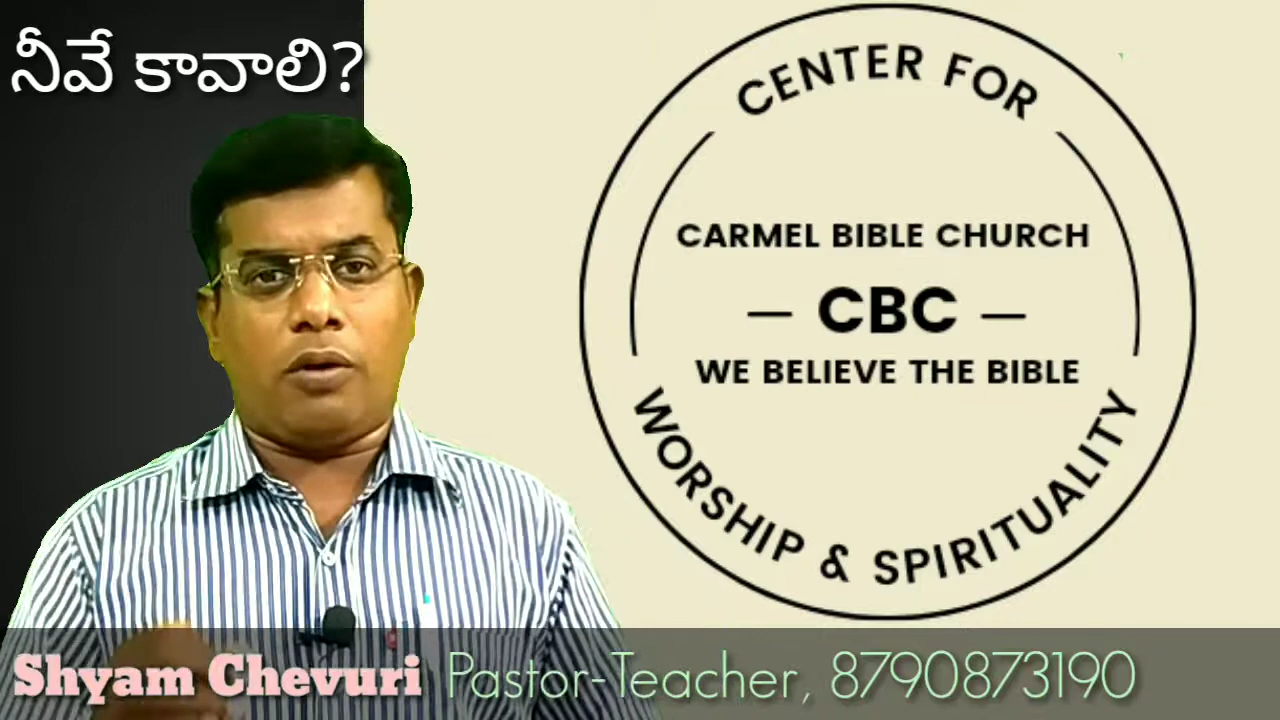 నీవే కావాలి?
CENTER FOR
CARMEL BIBLE CHURCH
— CBC —
WE BELIEVE THE BIBLE
WORSHIP & SPIRITUALITY
Shyam Chevuri Pastor-Teacher, 8790873190